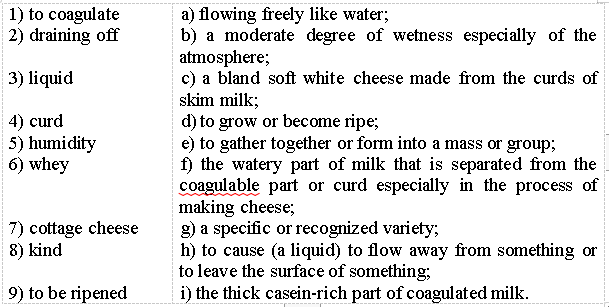 1) to coagulate a) flowing freely like water;
2) draining off b) a moderate degree of wetness especially of the
atmosphere;
3) liquid c) a bland soft white cheese made from the curds of
skim milk;
4) curd d) to grow or become ripe;
5) humidity e) to gather together or form into a mass or group;
6) whey f) the watery part of milk that is separated from the
coagulable part or curd especially in the process of
making cheese;
7) cottage cheese g) a specific or recognized variety;
8) kind h) to cause (a liquid) to flow away from something or
to leave the surface of something;
9) to be ripened i) the thick casein-rich part of coagulated milk.